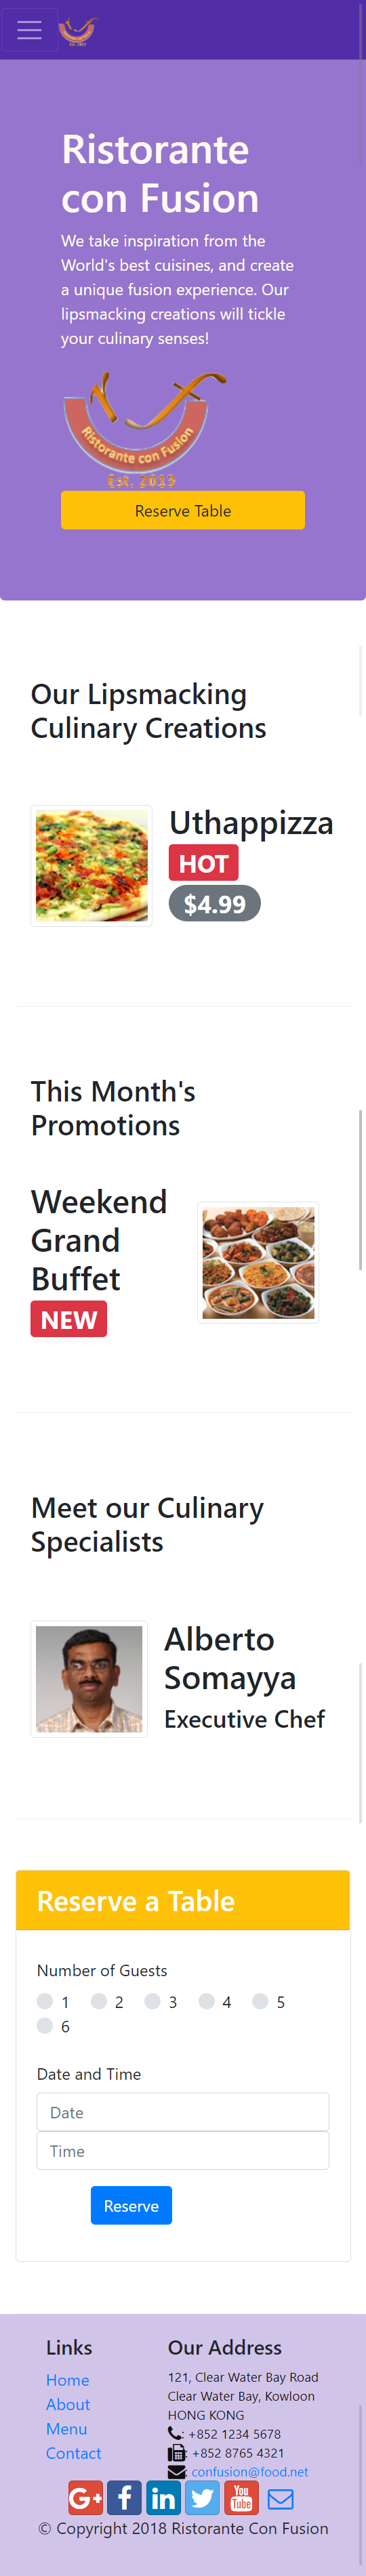 Est. 2013
Ristorante
con Fusion
We take inspiration from the
World's best cuisines, and create
a unique fusion experience. Our
lipsmacking creations will tickle
your culinary senses!
Ristorante con Fusion
Est. 2013
Reserve Table
Our Lipsmacking
Culinary Creations
Uthappizza
HOT
$4.99
This Month's
Promotions
Weekend
Grand
Buffet
NEW
Meet our Culinary
Specialists
Alberto
Somayya
Executive Chef
Reserve a Table
Number of Guests
1 2 3 4 5
6
Date and Time
Date
Time
Reserve
Links
Home
About
Menu
Contact
Our Address
121, Clear Water Bay Road
Clear Water Bay, Kowloon
HONG KONG
: +852 1234 5678
: +852 8765 4321
: confusion@food.net
G+ f in You Tube
© Copyright 2018 Ristorante Con Fusion